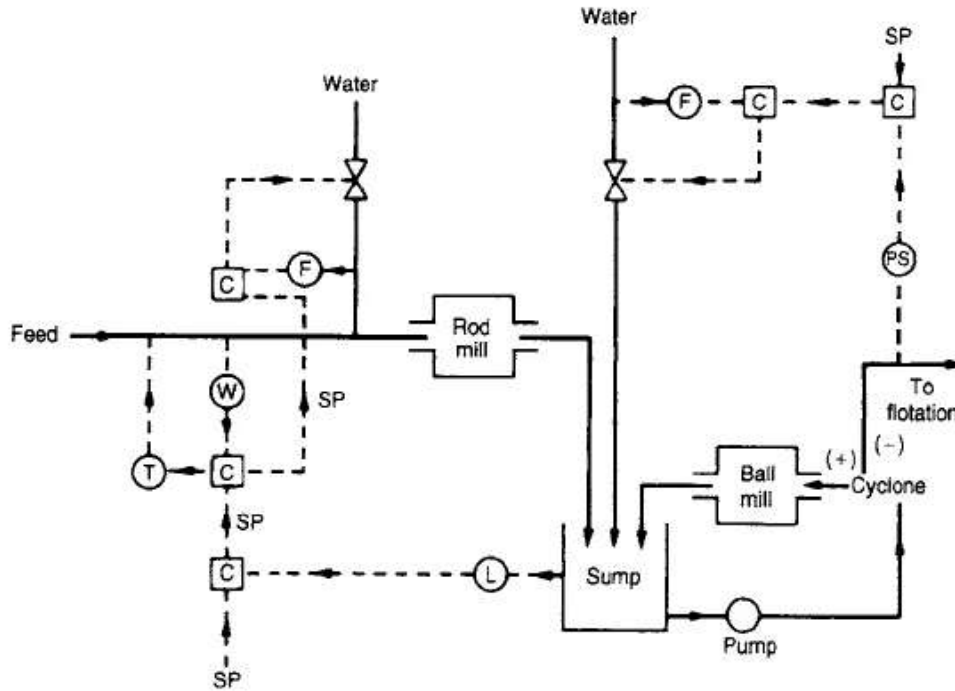 Water
SP
Water
F
C
C
F
C
PS
Feed
Rod
mill
To
flotation
W
SP
(+)
(−)
T
C
Ball
mill
Cyclone
SP
C
L
Sump
Pump
SP